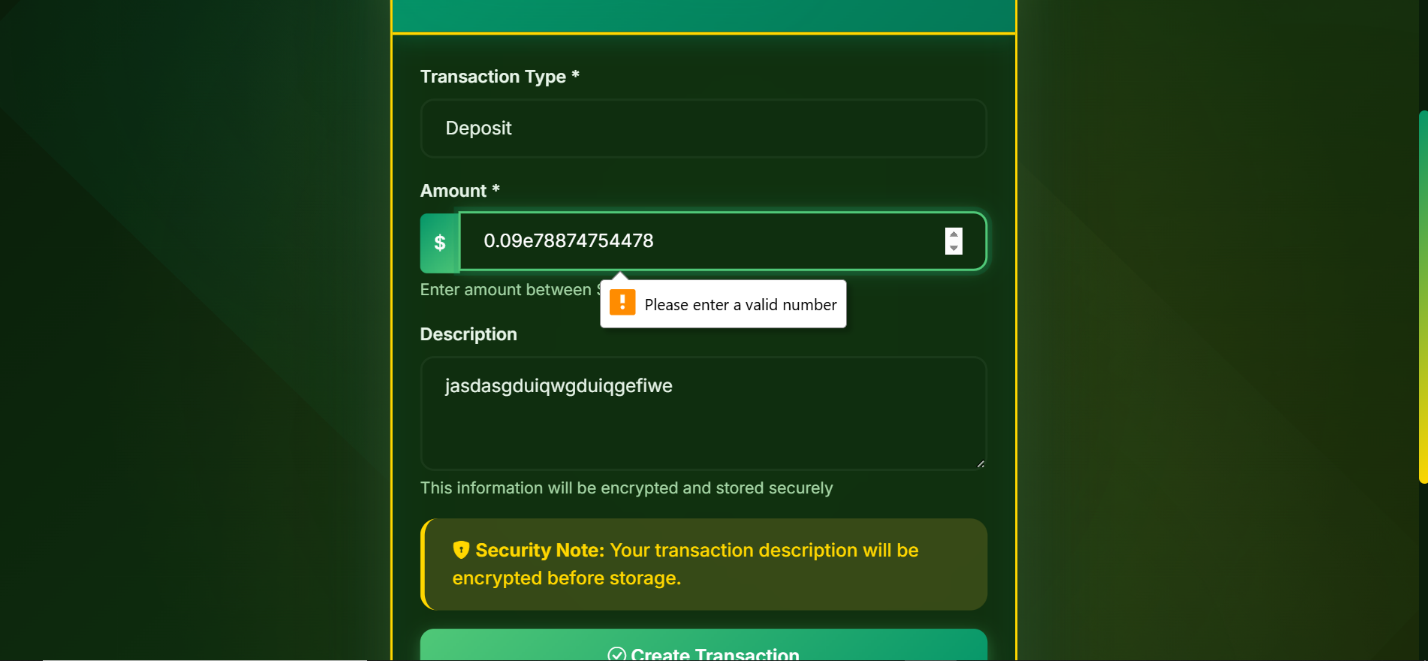 Transaction Type *
Deposit
Amount *
$ 0.09e78874754478
Enter amount between
Please enter a valid number
Description
jasdasgduiqwgduiqgefiwe
This information will be encrypted and stored securely
Security Note: Your transaction description will be
encrypted before storage.
Create Transaction